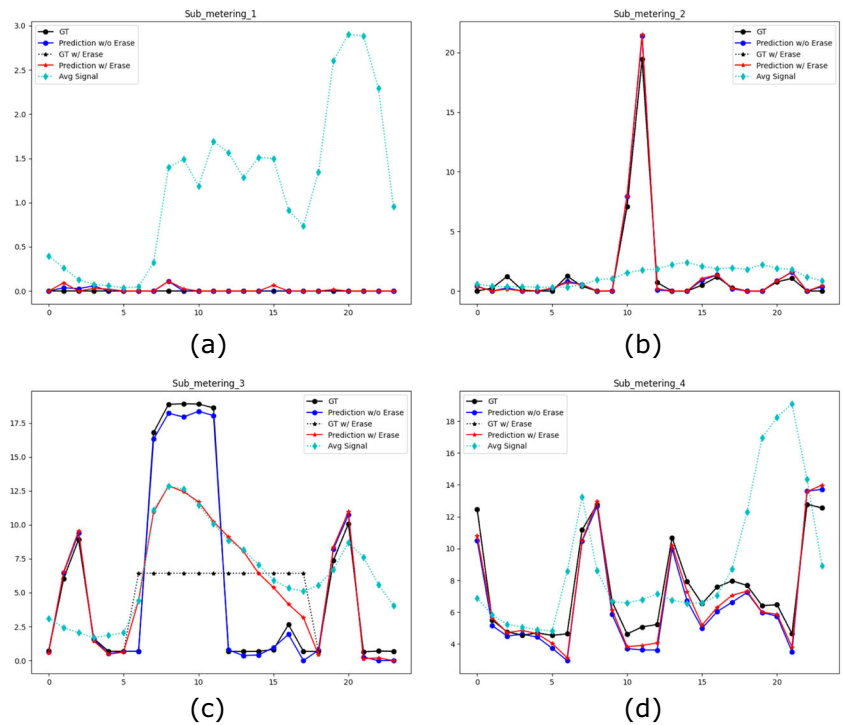 Sub_metering_1
3.0
2.5
2.0
1.5
1.0
0.5
0.0
0
5
10
15
20
GT
Prediction w/o Erase
GT w/ Erase
Prediction w/ Erase
Avg Signal
(a)
Sub_metering_2
20
15
10
5
0
0
5
10
15
20
GT
Prediction w/o Erase
GT w/ Erase
Prediction w/ Erase
Avg Signal
(b)
Sub_metering_3
17.5
15.0
12.5
10.0
7.5
5.0
2.5
0.0
0
5
10
15
20
GT
Prediction w/o Erase
GT w/ Erase
Prediction w/ Erase
Avg Signal
(c)
Sub_metering_4
18
16
14
12
10
8
6
4
0
5
10
15
20
GT
Prediction w/o Erase
GT w/ Erase
Prediction w/ Erase
Avg Signal
(d)